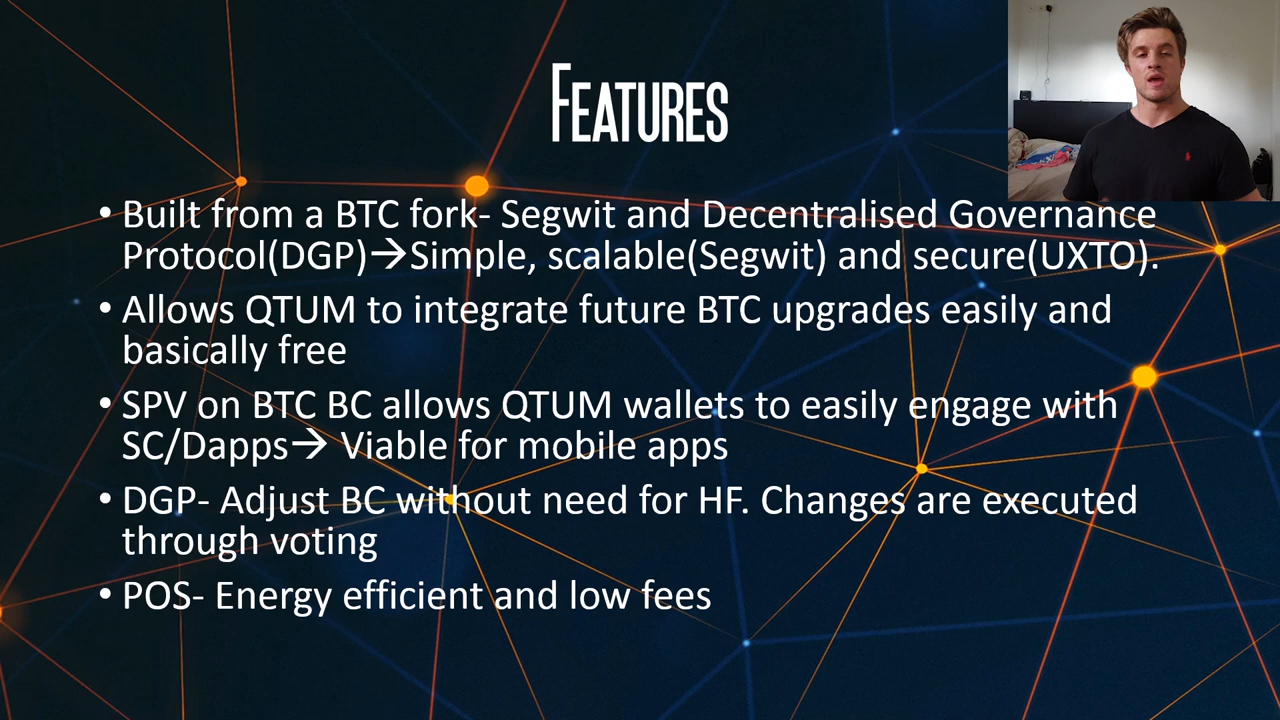 FEATURES
• Built from a BTC fork- Segwit and Decentralised Governance
Protocol(DGP)→Simple, scalable(Segwit) and secure(UXTO).
• Allows QTUM to integrate future BTC upgrades easily and
basically free
• SPV on BTC BC allows QTUM wallets to easily engage with
SC/Dapps→ Viable for mobile apps
• DGP- Adjust BC without need for HF. Changes are executed
through voting
• POS- Energy efficient and low fees